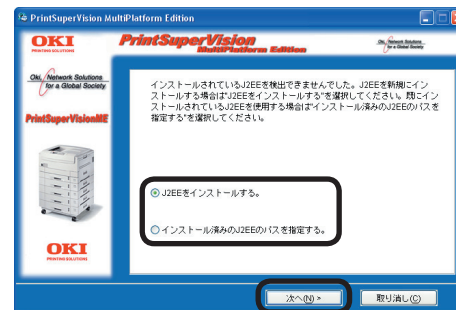 PrintSuperVision MultiPlatform Edition
OKI
PRINTING SOLUTIONS
PrintSuperVision
MultiPlatform Edition
Oki, Network Solutions
for a Global Society
Oki, Network Solutions
for a Global Society
PrintSuperVisionME
インストールされているJ2EEを検出できませんでした。J2EEを新規にイン
ストールする場合は"J2EEをインストールする"を選択してください。既にイン
ストールされているJ2EEを使用する場合は"インストール済みのJ2EEのパスを
指定する"を選択してください。
J2EEをインストールする。
インストール済みのJ2EEのパスを指定する。
OKI
PRINTING SOLUTIONS
次へ(N) >
取り消し(C)